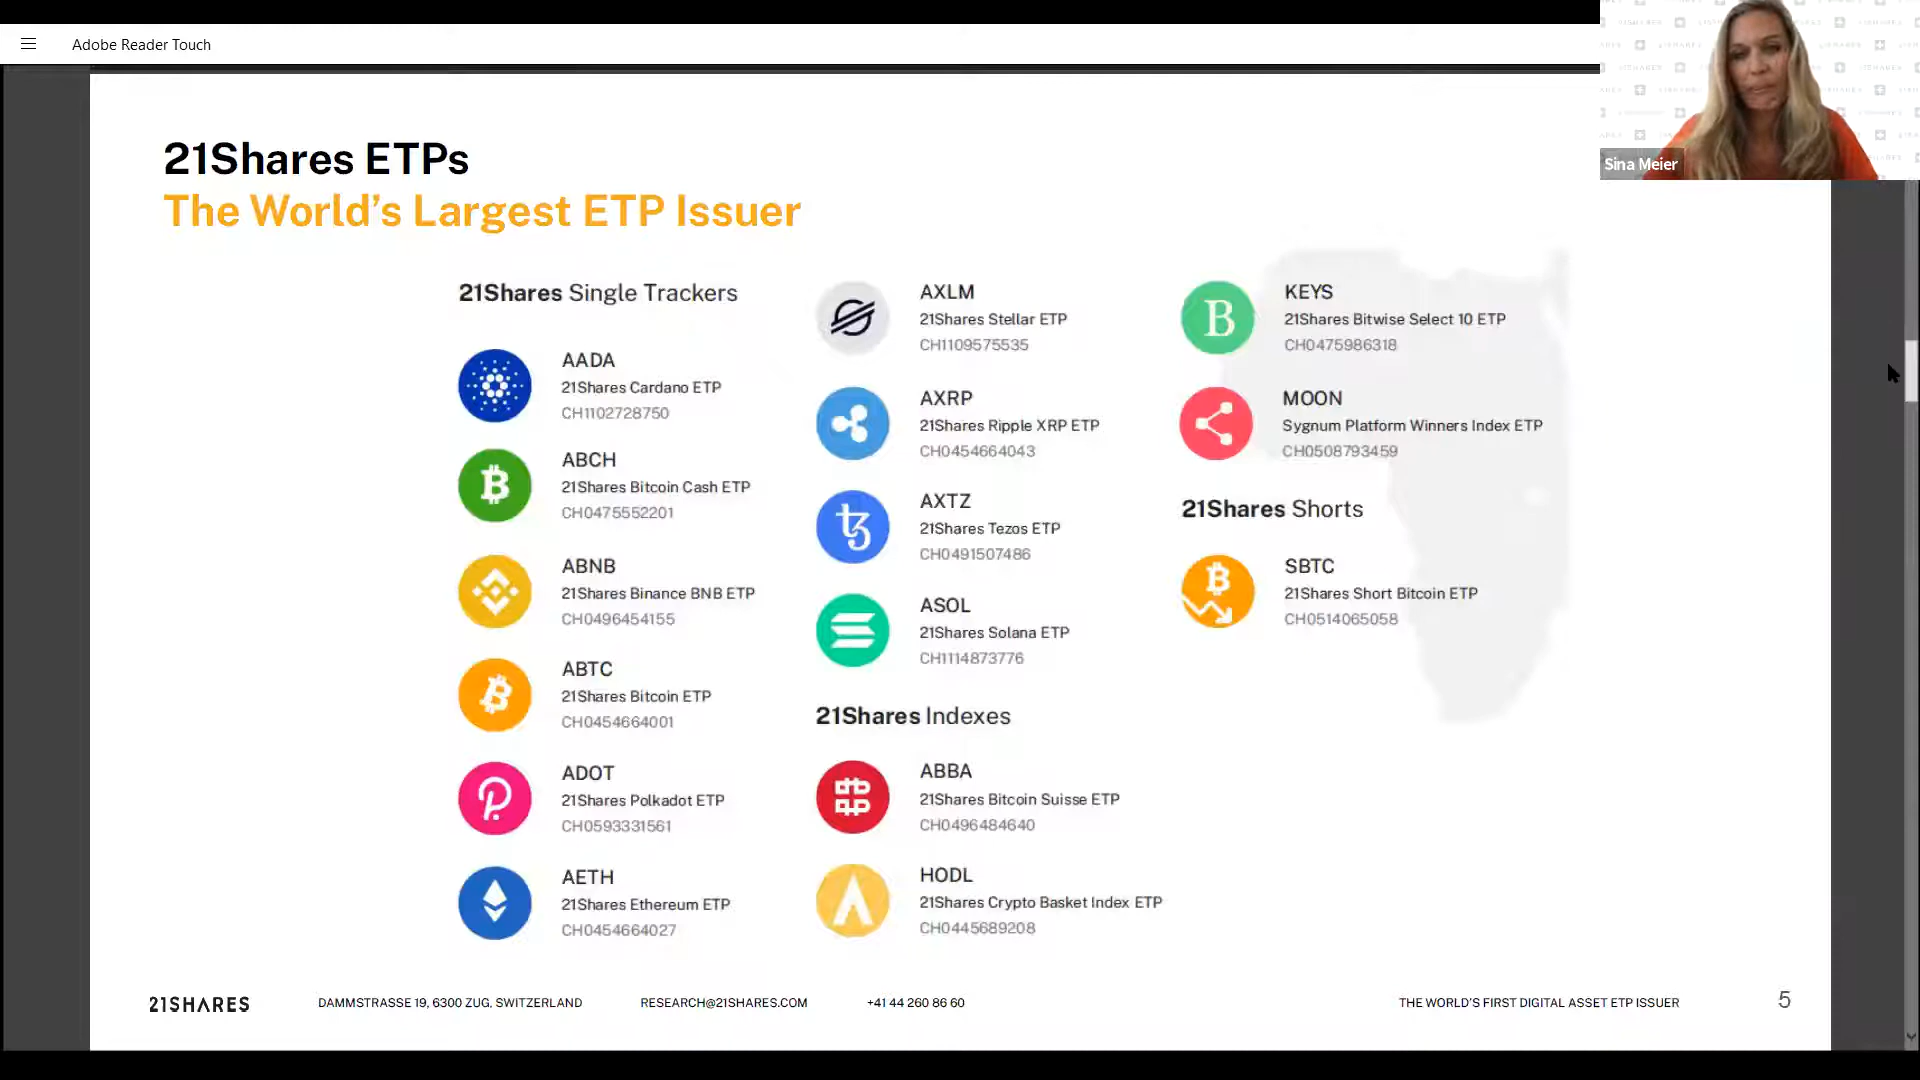 Adobe Reader Touch
Sina Meier
21Shares ETPs
The World's Largest ETP Issuer
21Shares Single Trackers
AADA
21Shares Cardano ETP
CH1102728750
ABCH
21Shares Bitcoin Cash ETP
CH0475552201
ABNB
21Shares Binance BNB ETP
CH0496454155
ABTC
21Shares Bitcoin ETP
CH0454664001
ADOT
21Shares Polkadot ETP
CH0593331561
AETH
21Shares Ethereum ETP
CH0454664027
AXLM
21Shares Stellar ETP
CH1109575535
AXRP
21Shares Ripple XRP ETP
CH0454664043
AXTZ
21Shares Tezos ETP
CH0491507486
ASOL
21Shares Solana ETP
CH1114873776
21Shares Indexes
ABBA
21Shares Bitcoin Suisse ETP
CH0496484640
HODL
21Shares Crypto Basket Index ETP
CH0445689208
KEYS
21Shares Bitwise Select 10 ETP
CH0475986318
MOON
Sygnum Platform Winners Index ETP
CH0508793459
21Shares Shorts
SBTC
21Shares Short Bitcoin ETP
CH0514065058
21SHARES
DAMMSTRASSE 19, 6300 ZUG, SWITZERLAND
RESEARCH@21SHARES.COM
+41 44 260 86 60
THE WORLD'S FIRST DIGITAL ASSET ETP ISSUER
5